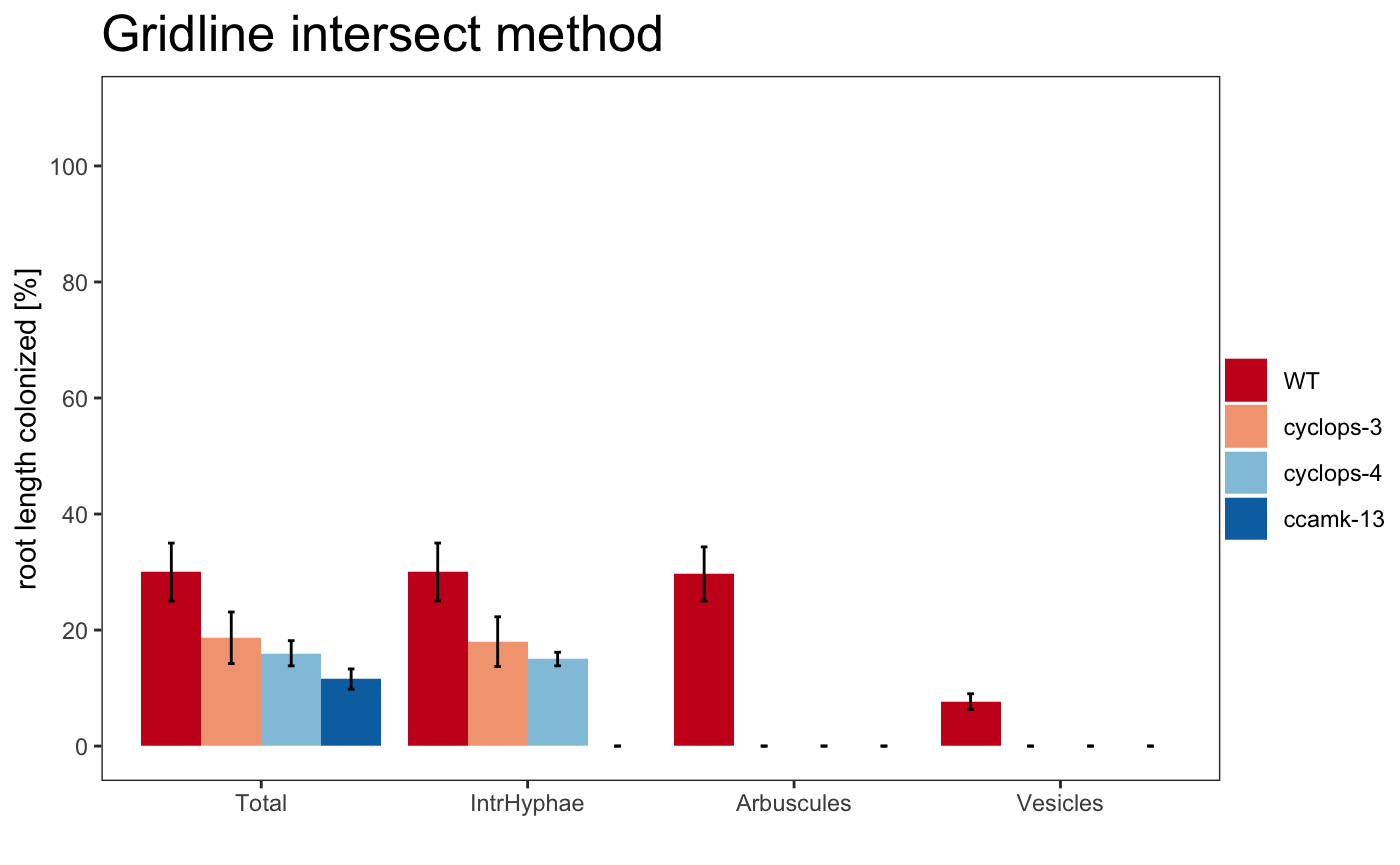 Gridline intersect method
root length colonized [%]
100
80
60
40
20
0
Total
IntrHyphae
Arbuscules
Vesicles
WT
cyclops-3
cyclops-4
ccamk-13